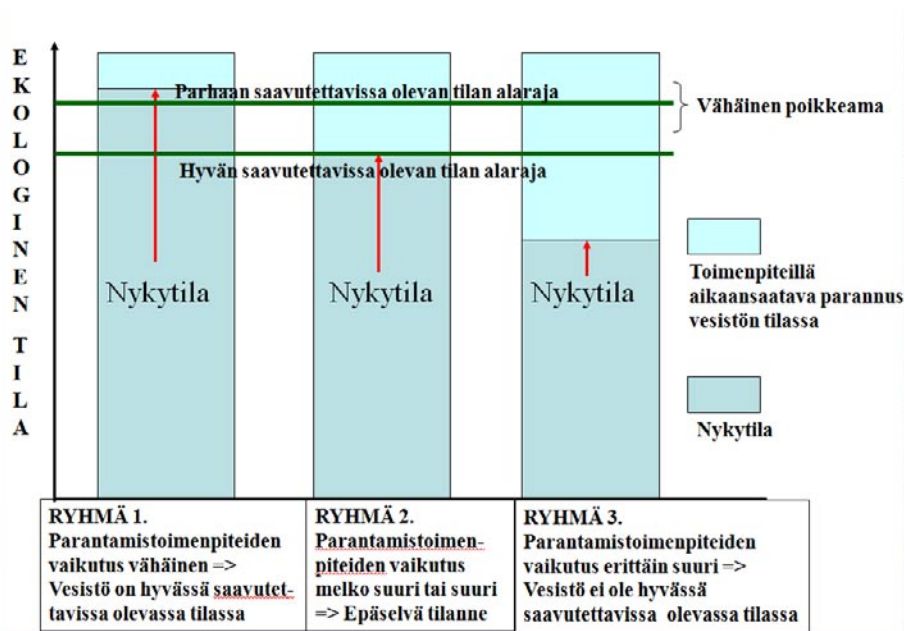 EKOLOGINEN TILA
Parhaan saavutettavissa olevan tilan alaraja
Vähäinen poikkeama
Hyvän saavutettavissa olevan tilan alaraja
Nykytila
Nykytila
Nykytila
Toimenpiteillä
aikaansaatava parannus
vesistön tilassa
Nykytila
RYHMÄ 1.
Parantamistoimenpiteiden
vaikutus vähäinen =>
Vesistö on hyvässä saavutet-
tavissa olevassa tilassa
RYHMÄ 2.
Parantamistoimen-
piteiden vaikutus
melko suuri tai suuri
=> Epäselvä tilanne
RYHMÄ 3.
Parantamistoimenpiteiden
vaikutus erittäin suuri =>
Vesistö ei ole hyvässä
saavutettavissa olevassa tilassa